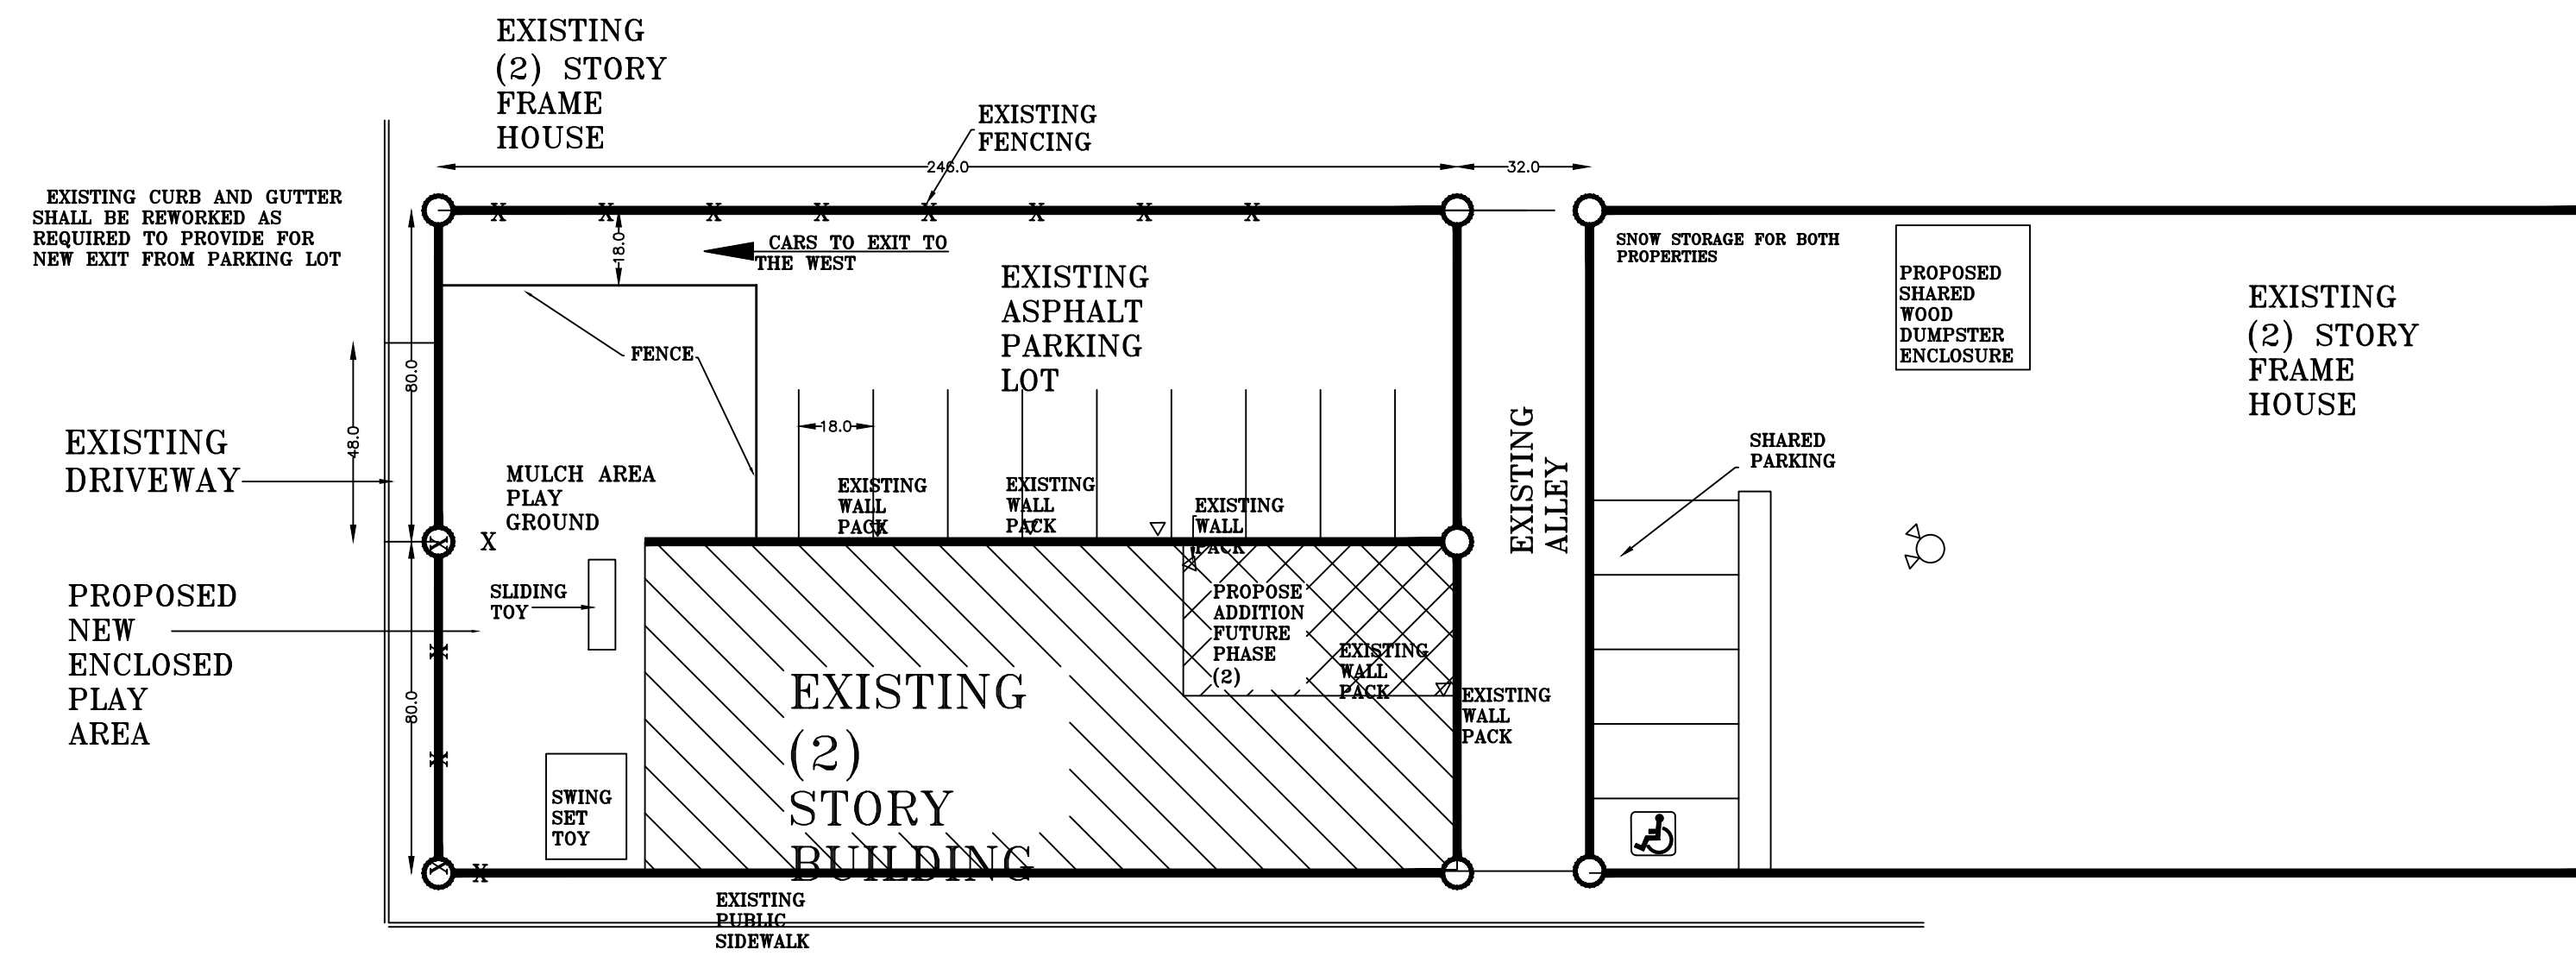 EXISTING
(2) STORY
FRAME
HOUSE
EXISTING
FENCING
246.0
32.0
EXISTING CURB AND GUTTER
SHALL BE REWORKED AS
REQUIRED TO PROVIDE FOR
NEW EXIT FROM PARKING LOT
X X X X X X X X
18.0
CARS TO EXIT TO
THE WEST
SNOW STORAGE FOR BOTH
PROPERTIES
PROPOSED
SHARED
WOOD
DUMPSTER
ENCLOSURE
EXISTING
ASPHALT
PARKING
LOT
EXISTING
(2) STORY
FRAME
HOUSE
FENCE
80.0
48.0
18.0
EXISTING
DRIVEWAY
MULCH AREA
PLAY
GROUND
EXISTING
WALL
PACK
EXISTING
WALL
PACK
EXISTING
WALL
PACK
EXISTING
ALLEY
SHARED
PARKING
X
X
PROPOSED
NEW
ENCLOSED
PLAY
AREA
SLIDING
TOY
PROPOSE
ADDITION
FUTURE
PHASE
(2)
EXISTING
WALL
PACK
EXISTING
WALL
PACK
X
80.0
X
EXISTING
(2)
STORY
BUILDING
SWING
SET
TOY
X
X
EXISTING
PUBLIC
SIDEWALK